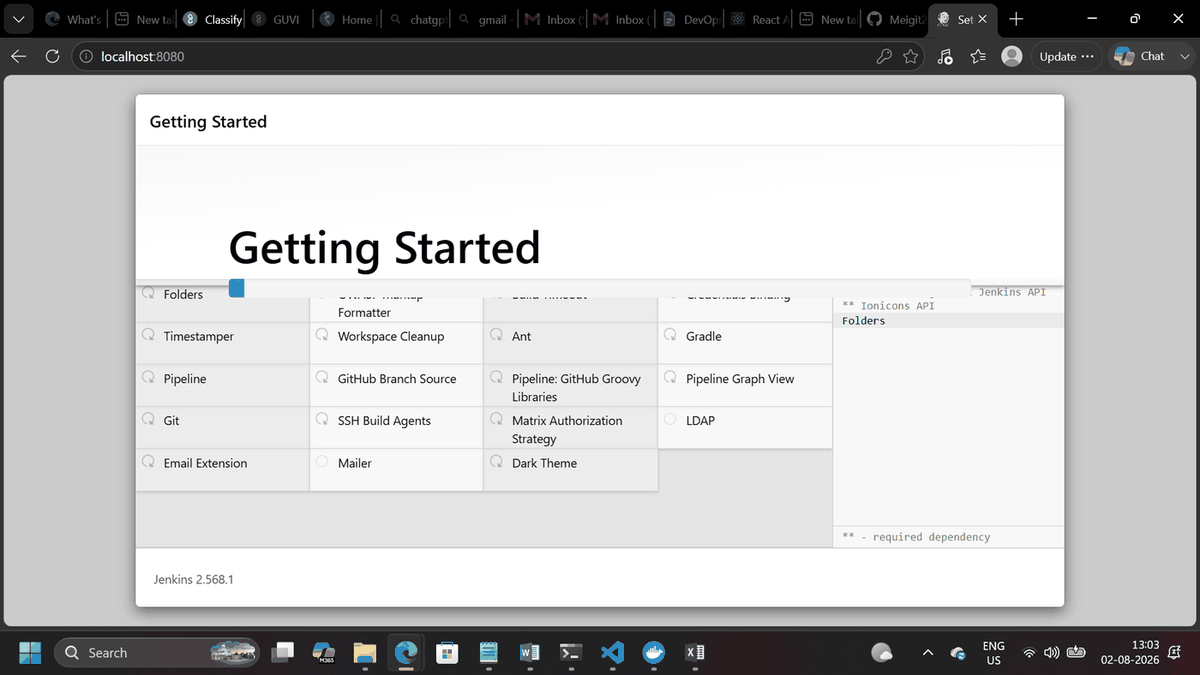 What's
New ta
Classify
GUVI
Home
chatgpt
gmail
Inbox (
Inbox (
DevOp
React A
New ta
Meigit
Set
localhost:8080
Update
Chat
Getting Started
Getting Started
Folders
Formatter
Jenkins API
** Ionicons API
Folders
Timestamper
Workspace Cleanup
Ant
Gradle
Pipeline
GitHub Branch Source
Pipeline: GitHub Groovy
Libraries
Pipeline Graph View
Git
SSH Build Agents
Matrix Authorization
Strategy
LDAP
Email Extension
Mailer
Dark Theme
** - required dependency
Jenkins 2.568.1
Search
M365
ENG
US
13:03
02-08-2026